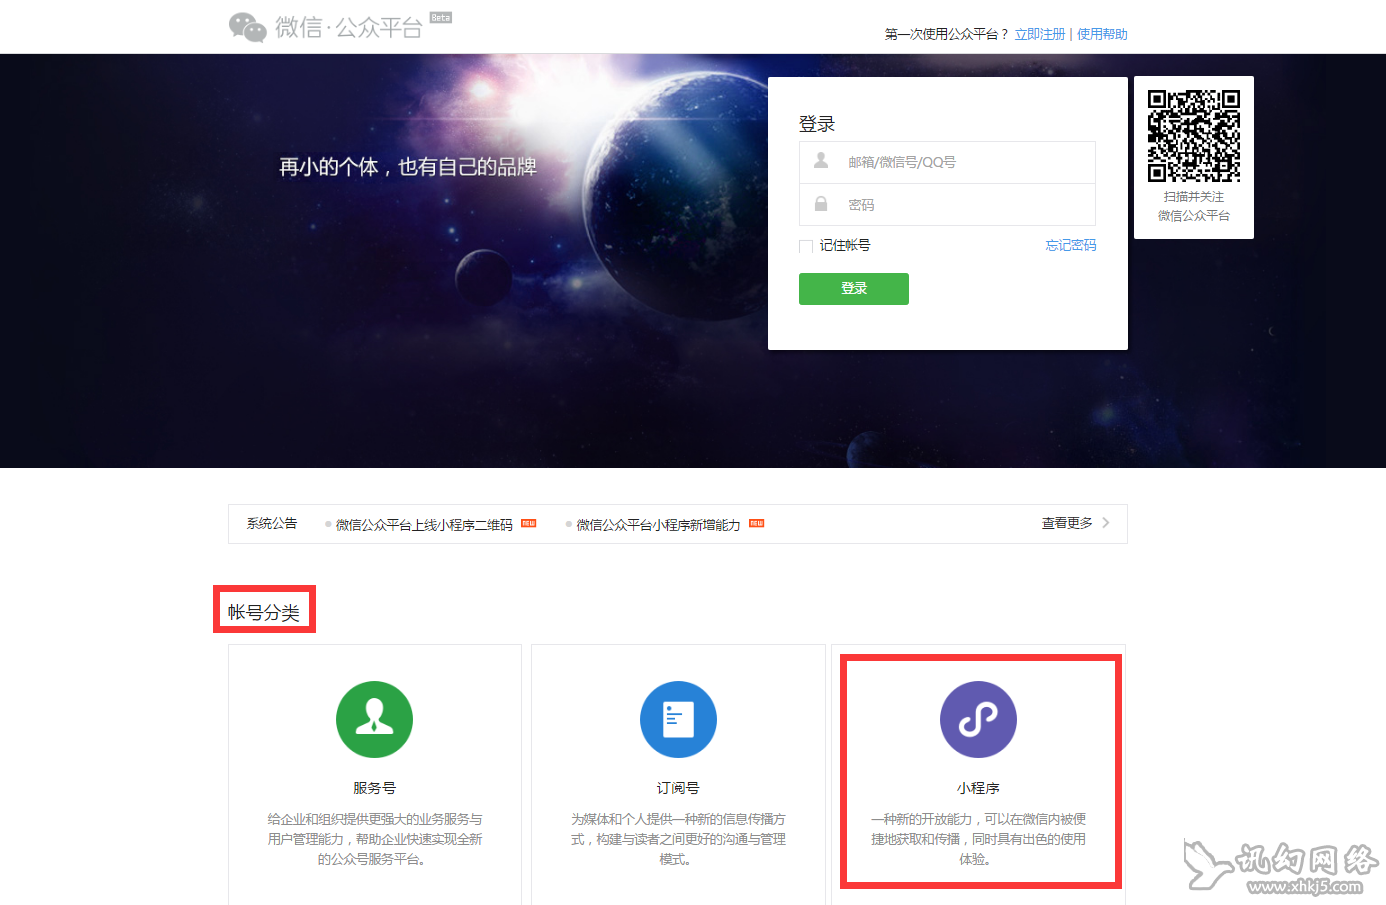 微信·公众平台 Beta
第一次使用公众平台？ 立即注册 | 使用帮助
再小的个体，也有自己的品牌
登录
邮箱/微信号/QQ号
密码
记住帐号 忘记密码
登录
扫描并关注
微信公众平台
系统公告 微信公众平台上线小程序二维码 NEW 微信公众平台小程序新增能力 NEW 查看更多
帐号分类
服务号
给企业和组织提供更强大的业务服务与
用户管理能力，帮助企业快速实现全新
的公众号服务平台。
订阅号
为媒体和个人提供一种新的信息传播方
式，构建与读者之间更好的沟通与管理
模式。
小程序
一种新的开放能力，可以在微信内被便
捷地获取和传播，同时具有出色的使用
体验。
讯幻网络
www.xhkj5.com